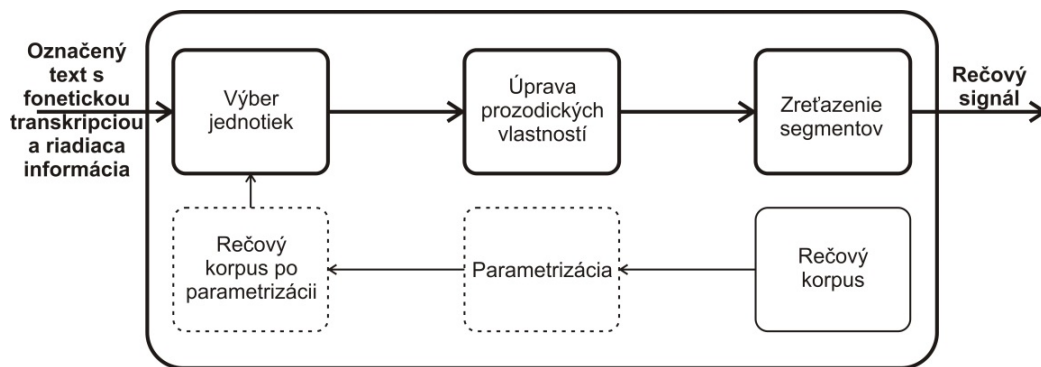 Označený
text s
fonetickou
transkripciou
a riadiaca
informácia
Výber
jednotiek
Úprava
prozodických
vlastností
Zreťazenie
segmentov
Rečový
signál
Rečový
korpus po
parametrizácii
Parametrizácia
Rečový
korpus